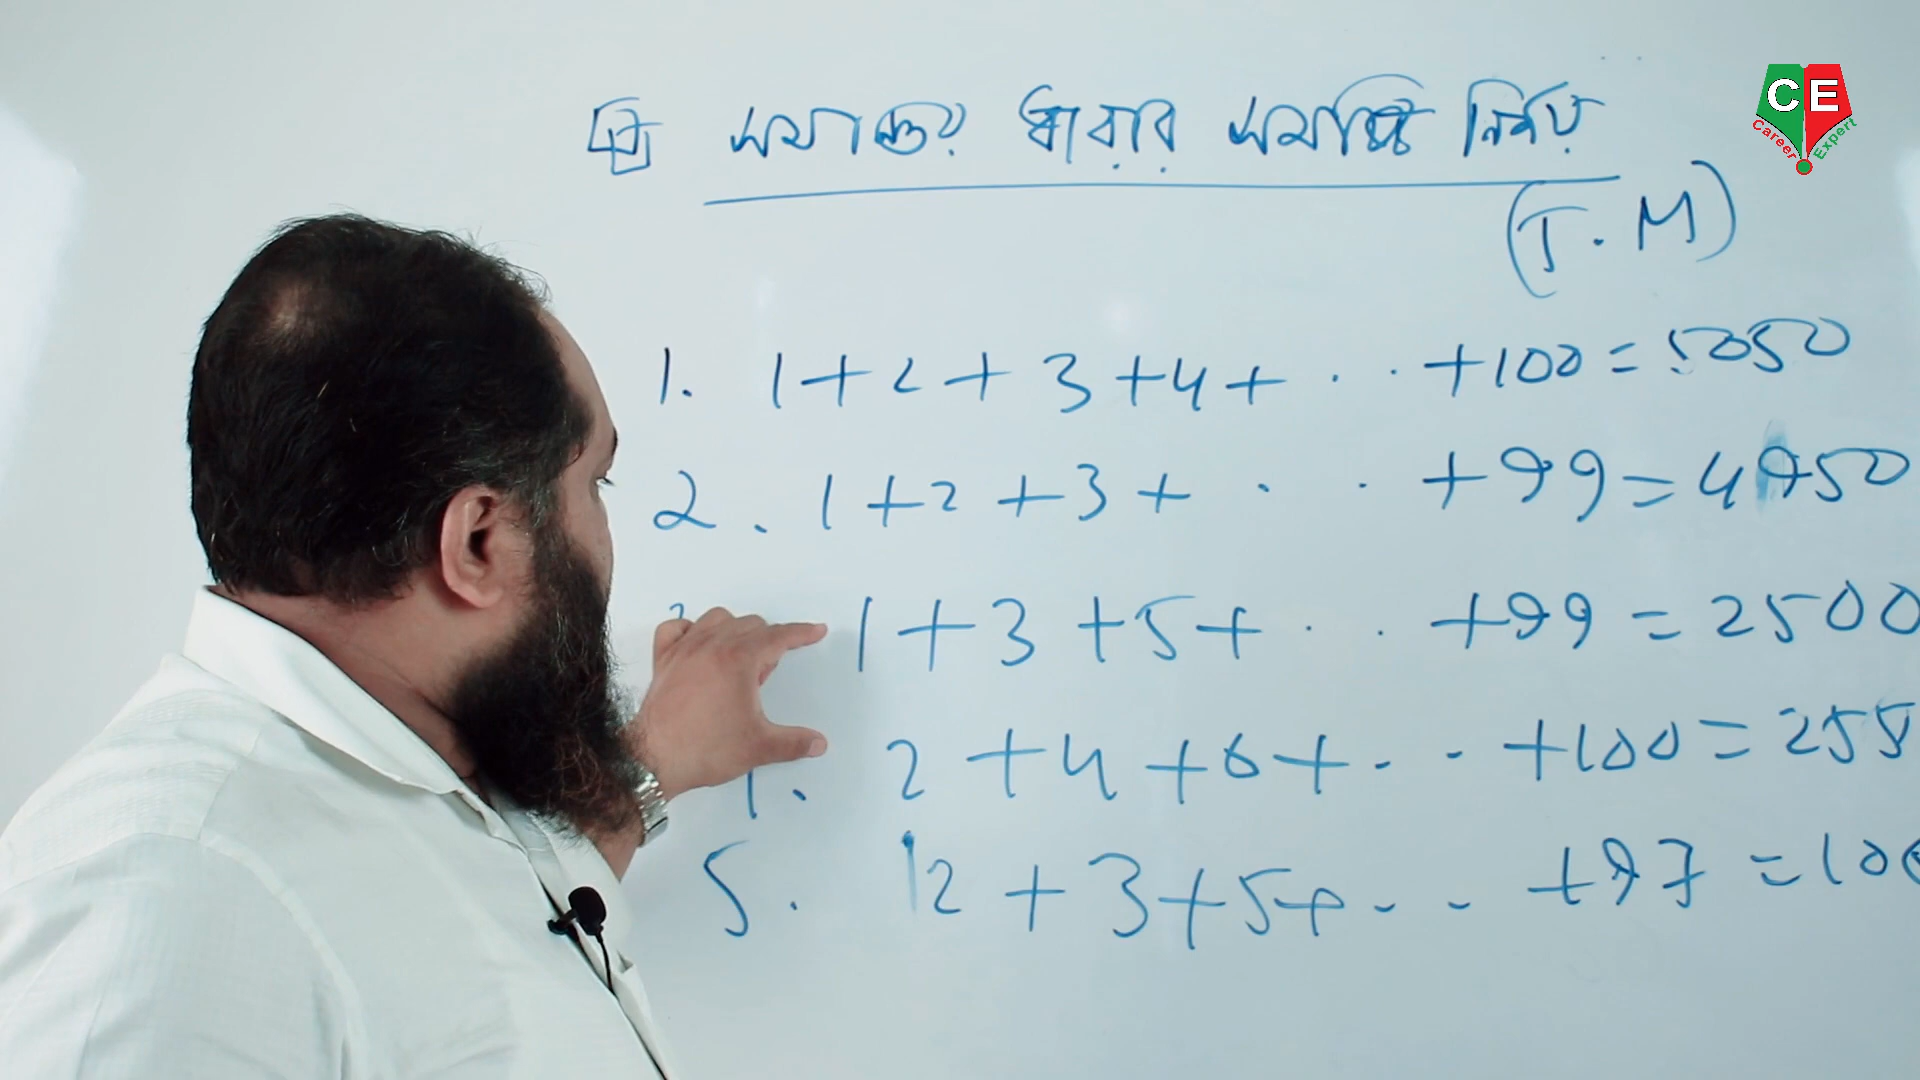 সমান্তর ধারার সমষ্টি নির্ণয়
(T.M)
1. 1+2+3+4+ . . +100=5050
2. 1+2+3+ . . +99=4950
1+3+5+ . . +99=2500
2+4+6+ - - +100=255
5. 2+3+5+ - - +97=10
CE
Career Expert